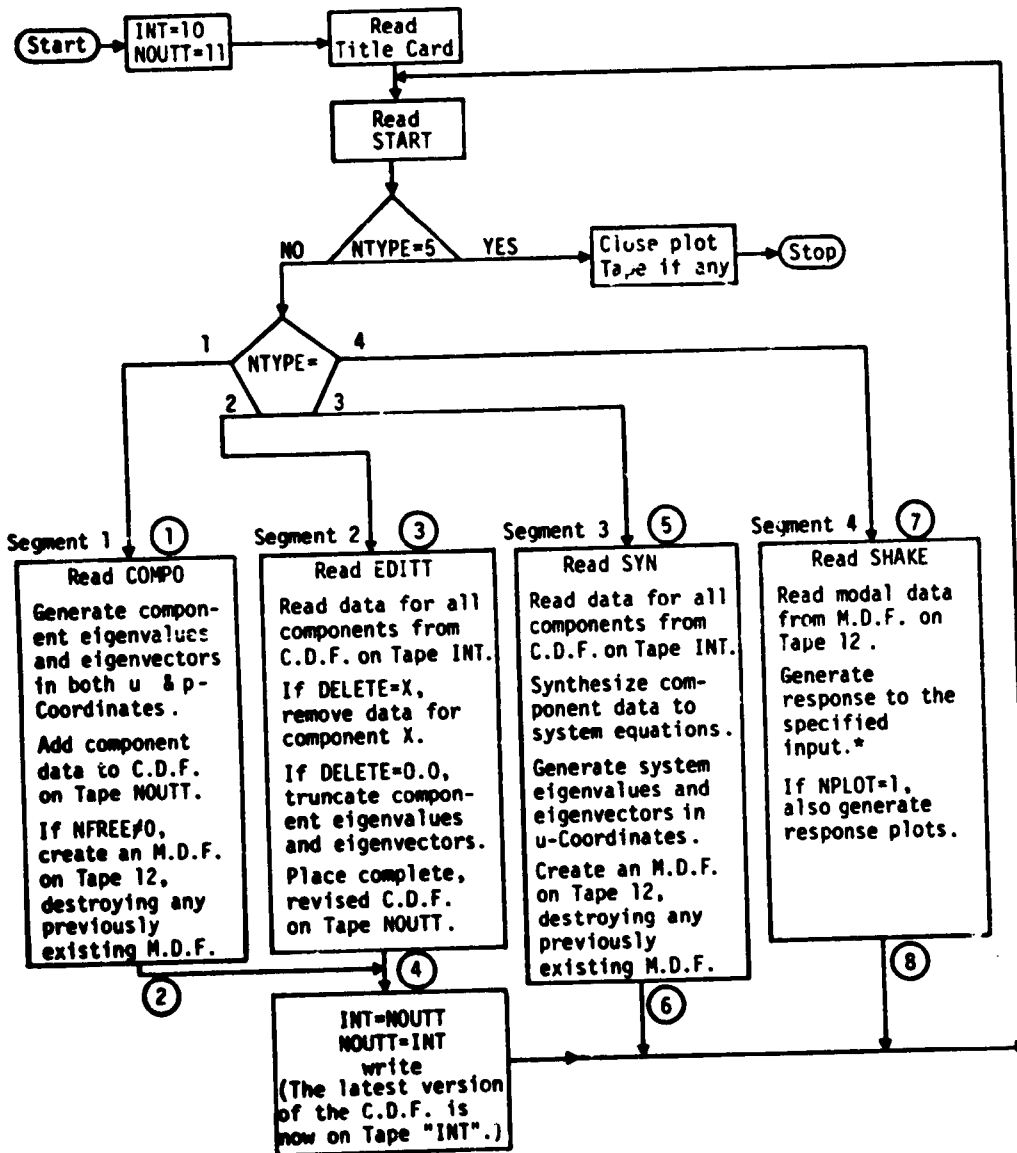 Start
INT=10
NOUTT=11
Read
Title Card
Read
START
NTYPE=5
NO
YES
Close plot
Tape if any
Stop
NTYPE=
1
2
3
4
Segment 1
1
Read COMPO
Generate compon-
ent eigenvalues
and eigenvectors
in both u & p-
Coordinates.
Add component
data to C.D.F.
on Tape NOUTT.
If NFREE≠0,
create an M.D.F.
on Tape 12,
destroying any
previously
existing M.D.F.
2
Segment 2
3
Read EDITT
Read data for all
components from
C.D.F. on Tape INT.
If DELETE=X,
remove data for
component X.
If DELETE=0.0,
truncate compon-
ent eigenvalues
and eigenvectors.
Place complete,
revised C.D.F.
on Tape NOUTT.
4
Segment 3
5
Read SYN
Read data for all
components from
C.D.F. on Tape INT.
Synthesize com-
ponent data to
system equations.
Generate system
eigenvalues and
eigenvectors in
u-Coordinates.
Create an M.D.F.
on Tape 12,
destroying any
previously
existing M.D.F.
6
Segment 4
7
Read SHAKE
Read modal data
from M.D.F. on
Tape 12.
Generate
response to the
specified
input.*
If NPLOT=1,
also generate
response plots.
8
INT=NOUTT
NOUTT=INT
write
(The latest version
of the C.D.F. is
now on Tape "INT".)